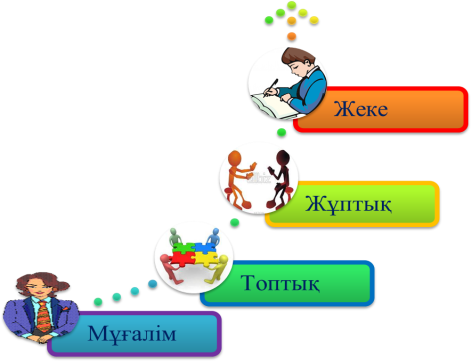 Жеке
Жұптық
Топтық
Мұғалім